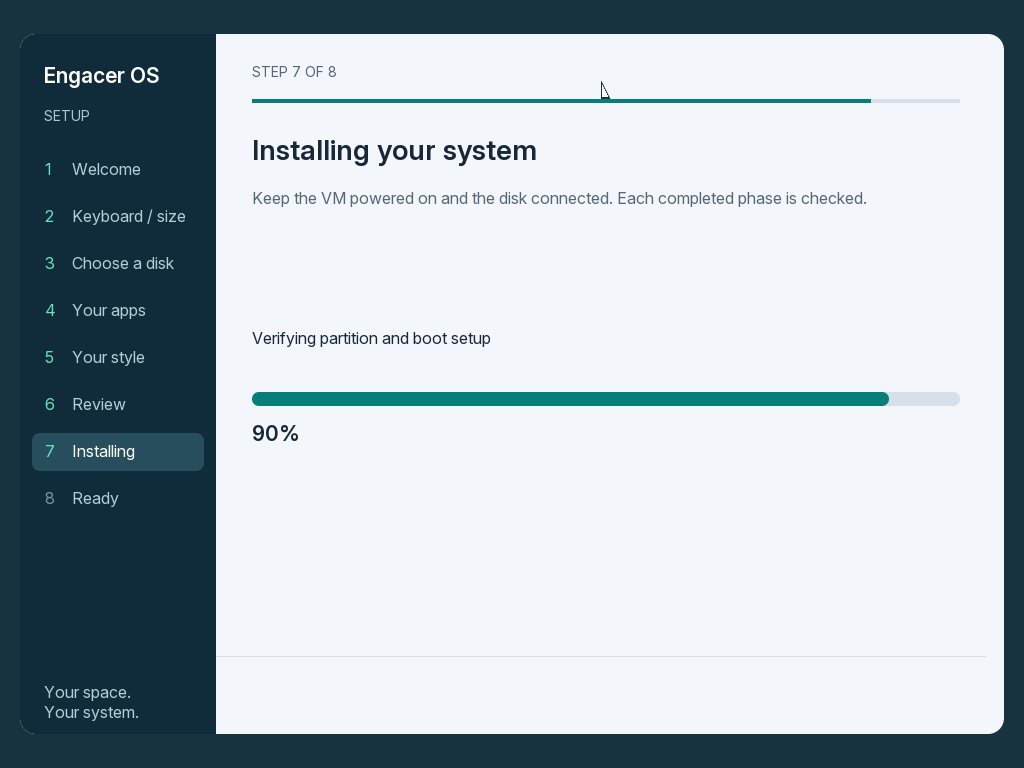 Engacer OS
SETUP
1 Welcome
2 Keyboard / size
3 Choose a disk
4 Your apps
5 Your style
6 Review
7 Installing
8 Ready
Your space.
Your system.
STEP 7 OF 8
Installing your system
Keep the VM powered on and the disk connected. Each completed phase is checked.
Verifying partition and boot setup
90%